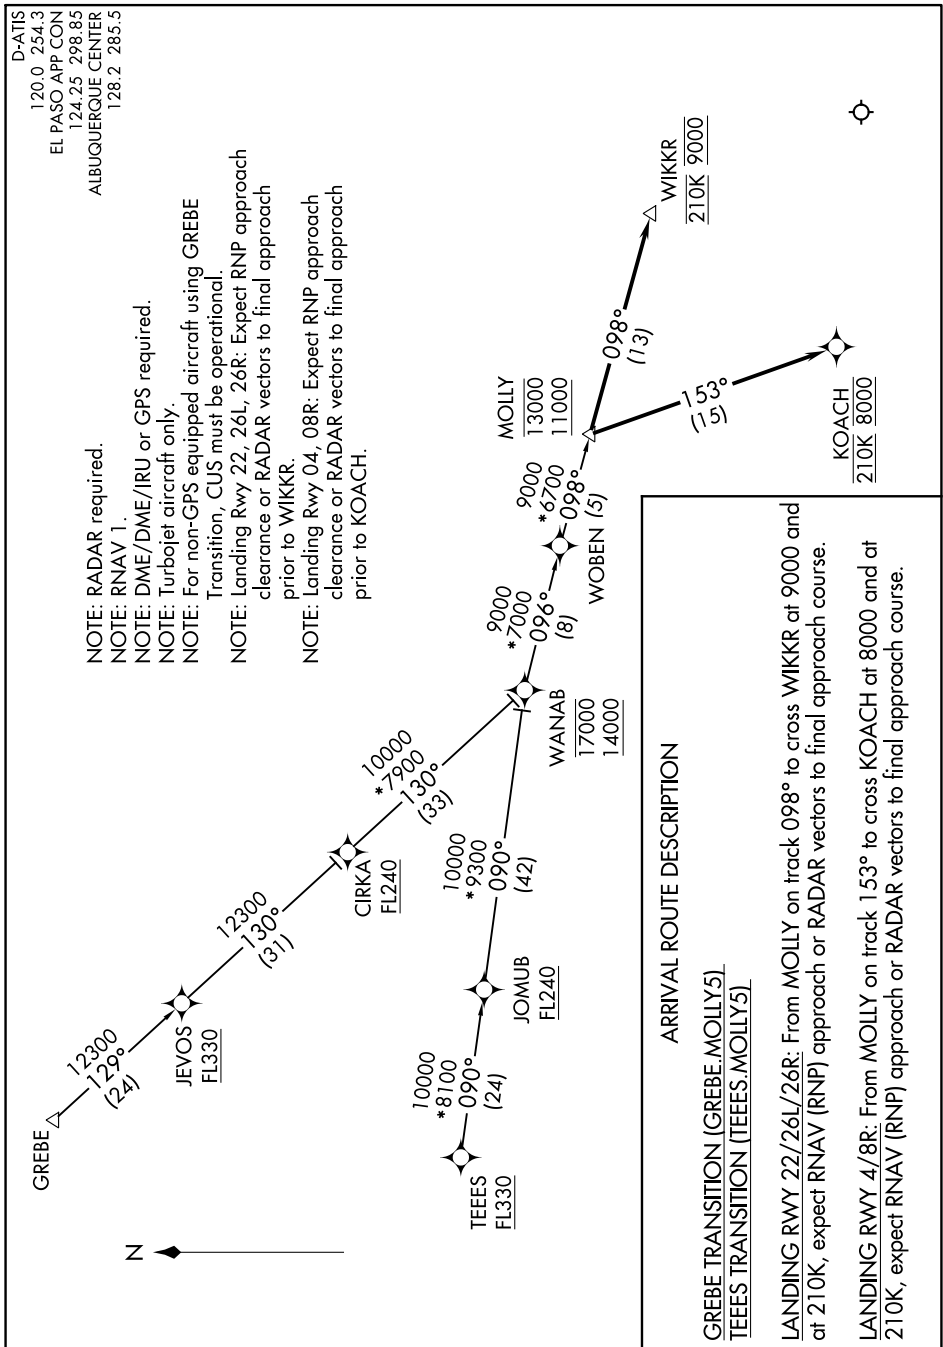 D-ATIS
120.0 254.3
EL PASO APP CON
124.25 298.85
ALBUQUERQUE CENTER
128.2 285.5
NOTE: RADAR required.
NOTE: RNAV 1.
NOTE: DME/DME/IRU or GPS required.
NOTE: Turbojet aircraft only.
NOTE: For non-GPS equipped aircraft using GREBE
Transition, CUS must be operational.
NOTE: Landing Rwy 22, 26L, 26R: Expect RNP approach
clearance or RADAR vectors to final approach
prior to WIKKR.
NOTE: Landing Rwy 04, 08R: Expect RNP approach
clearance or RADAR vectors to final approach
prior to KOACH.
N
GREBE
12300
129°
(24)
JEVOS
FL330
12300
130°
(31)
CIRKA
FL240
10000
*7900
130°
(33)
TEEES
FL330
10000
*8100
090°
(24)
JOMUB
FL240
10000
*9300
090°
(42)
WANAB
17000
14000
9000
*7000
096°
(8)
WOBEN
9000
*6700
098°
(5)
MOLLY
13000
11000
098°
(13)
WIKKR
210K 9000
153°
(15)
KOACH
210K 8000
ARRIVAL ROUTE DESCRIPTION
GREBE TRANSITION (GREBE.MOLLY5)
TEEES TRANSITION (TEEES.MOLLY5)
LANDING RWY 22/26L/26R: From MOLLY on track 098° to cross WIKKR at 9000 and
at 210K, expect RNAV (RNP) approach or RADAR vectors to final approach course.
LANDING RWY 4/8R: From MOLLY on track 153° to cross KOACH at 8000 and at
210K, expect RNAV (RNP) approach or RADAR vectors to final approach course.